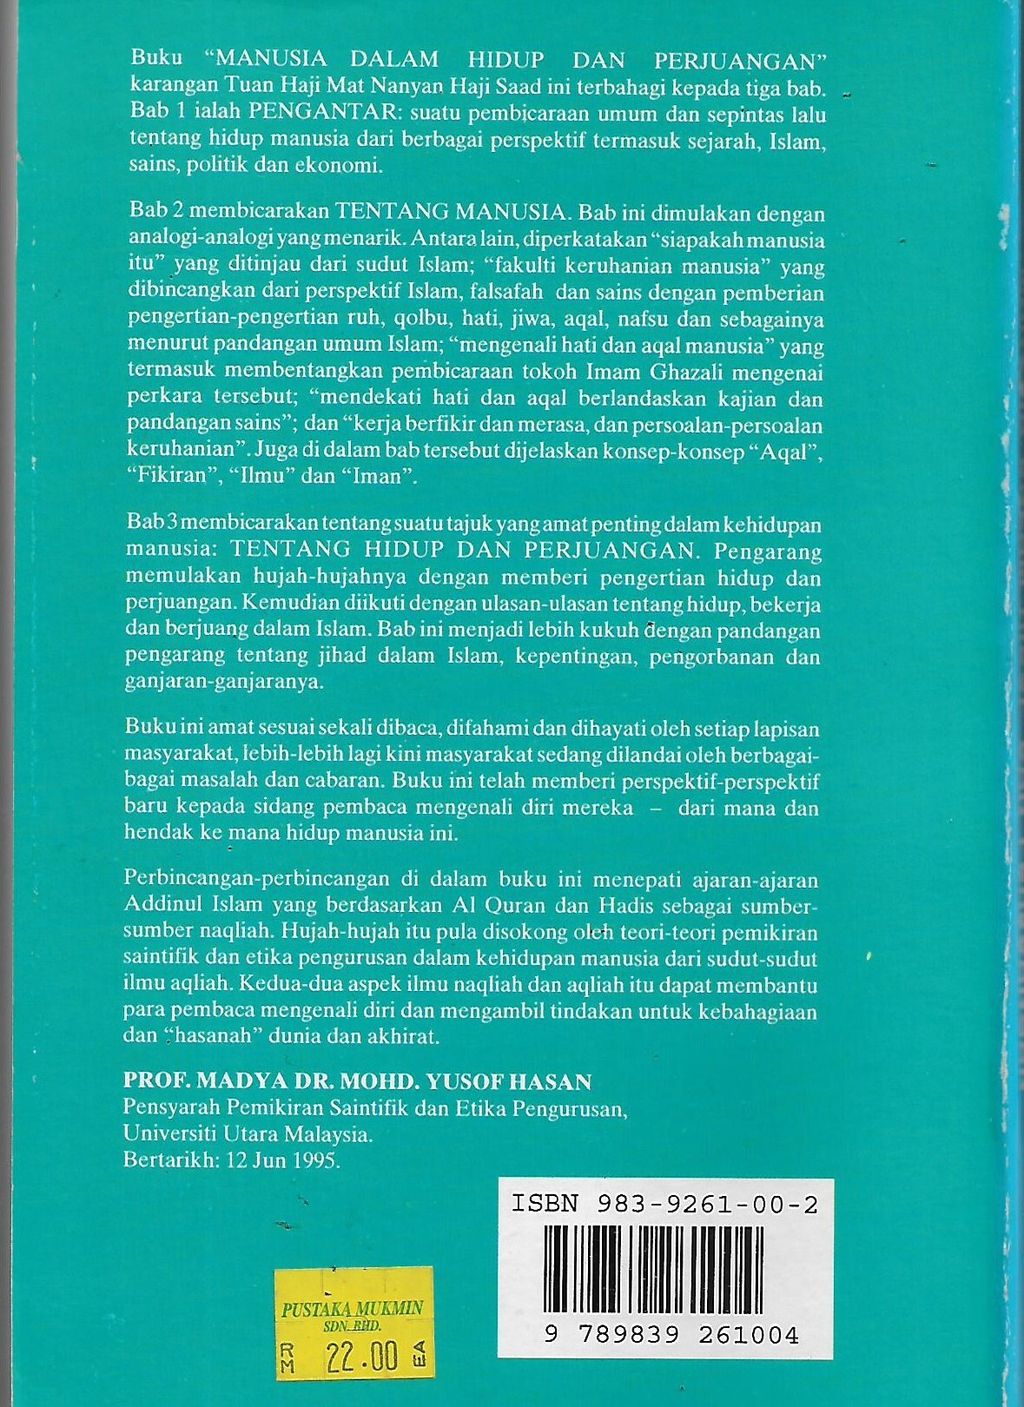 Buku “MANUSIA DALAM HIDUP DAN PERJUANGAN”
karangan Tuan Haji Mat Nanyan Haji Saad ini terbahagi kepada tiga bab.
Bab 1 ialah PENGANTAR: suatu pembicaraan umum dan sepintas lalu
tentang hidup manusia dari berbagai perspektif termasuk sejarah, Islam,
sains, politik dan ekonomi.
Bab 2 membicarakan TENTANG MANUSIA. Bab ini dimulakan dengan
analogi-analogi yang menarik. Antara lain, diperkatakan “siapakah manusia
itu” yang ditinjau dari sudut Islam; “fakulti keruhanian manusia” yang
dibincangkan dari perspektif Islam, falsafah dan sains dengan pemberian
pengertian-pengertian ruh, qolbu, hati, jiwa, aqal, nafsu dan sebagainya
menurut pandangan umum Islam; “mengenali hati dan aqal manusia” yang
termasuk membentangkan pembicaraan tokoh Imam Ghazali mengenai
perkara tersebut; “mendekati hati dan aqal berlandaskan kajian dan
pandangan sains”; dan “kerja berfikir dan merasa, dan persoalan-persoalan
keruhanian”. Juga di dalam bab tersebut dijelaskan konsep-konsep “Aqal”,
“Fikiran”, “Ilmu” dan “Iman”.
Bab 3 membicarakan tentang suatu tajuk yang amat penting dalam kehidupan
manusia: TENTANG HIDUP DAN PERJUANGAN. Pengarang
memulakan hujah-hujahnya dengan memberi pengertian hidup dan
perjuangan. Kemudian diikuti dengan ulasan-ulasan tentang hidup, bekerja
dan berjuang dalam Islam. Bab ini menjadi lebih kukuh dengan pandangan
pengarang tentang jihad dalam Islam, kepentingan, pengorbanan dan
ganjaran-ganjaranya.
Buku ini amat sesuai sekali dibaca, difahami dan dihayati oleh setiap lapisan
masyarakat, lebih-lebih lagi kini masyarakat sedang dilandai oleh berbagai-
bagai masalah dan cabaran. Buku ini telah memberi perspektif-perspektif
baru kepada sidang pembaca mengenali diri mereka – dari mana dan
hendak ke mana hidup manusia ini.
Perbincangan-perbincangan di dalam buku ini menepati ajaran-ajaran
Addinul Islam yang berdasarkan Al Quran dan Hadis sebagai sumber-
sumber naqliah. Hujah-hujah itu pula disokong oleh teori-teori pemikiran
saintifik dan etika pengurusan dalam kehidupan manusia dari sudut-sudut
ilmu aqliah. Kedua-dua aspek ilmu naqliah dan aqliah itu dapat membantu
para pembaca mengenali diri dan mengambil tindakan untuk kebahagiaan
dan “hasanah” dunia dan akhirat.
PROF. MADYA DR. MOHD. YUSOF HASAN
Pensyarah Pemikiran Saintifik dan Etika Pengurusan,
Universiti Utara Malaysia.
Bertarikh: 12 Jun 1995.
ISBN 983-9261-00-2
9 789839 261004
PUSTAKA MUKMIN
SDN. BHD.
RM 22.00 EA